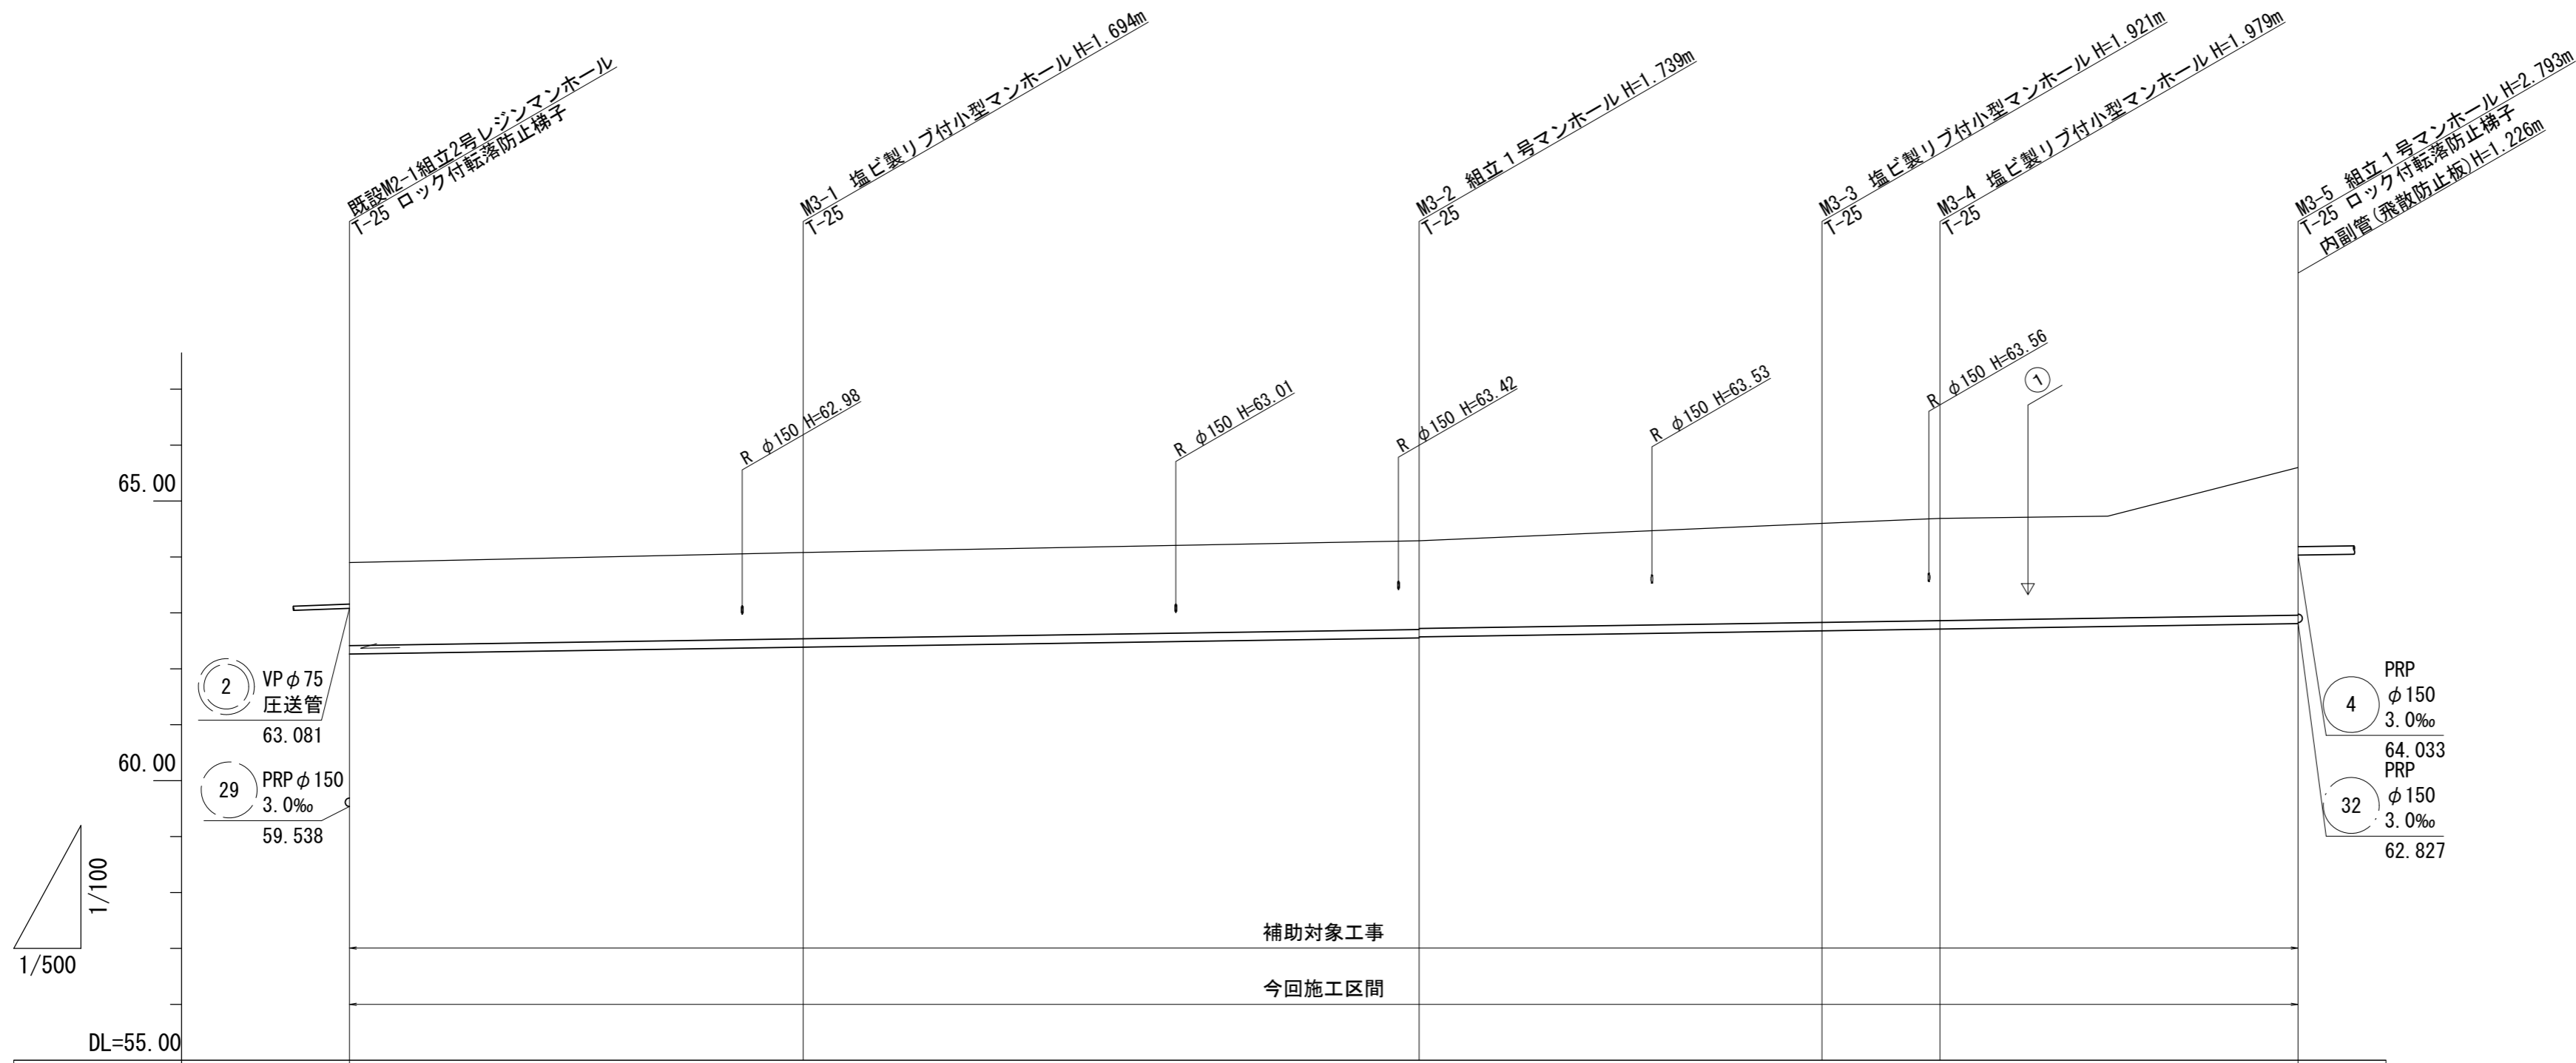 既設M2-1組立2号レジンマンホール
T-25 ロック付転落防止梯子
M3-1 塩ビ製リブ付小型マンホール H=1.694m
T-25
M3-2 組立1号マンホール H=1.739m
T-25
M3-3 塩ビ製リブ付小型マンホール H=1.921m
T-25
M3-4 塩ビ製リブ付小型マンホール H=1.979m
T-25
M3-5 組立1号マンホール H=2.793m
T-25 ロック付転落防止梯子
内副管(飛散防止板)H=1.226m
R φ150 H=62.98
R φ150 H=63.01
R φ150 H=63.42
R φ150 H=63.53
R φ150 H=63.56
1
65.00
60.00
DL=55.00
2
VPφ75
圧送管
63.081
29
PRPφ150
3.0‰
59.538
4
PRP
φ150
3.0‰
64.033
32
PRP
φ150
3.0‰
62.827
1/100
1/500
補助対象工事
今回施工区間